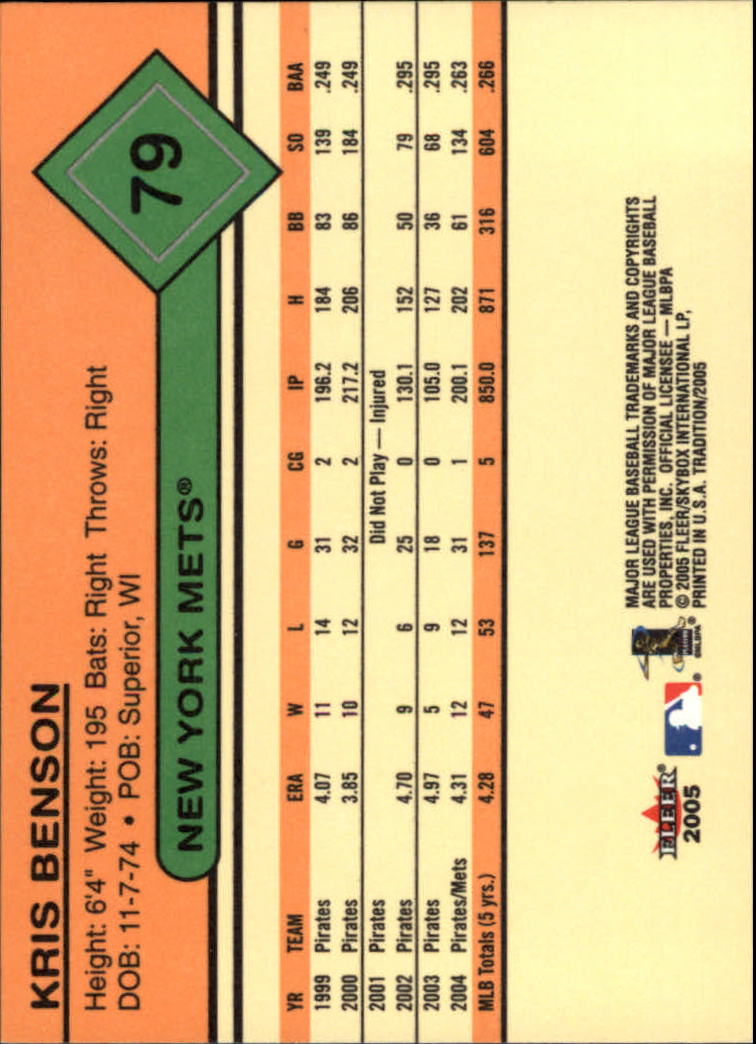 KRIS BENSON
Height: 6'4" Weight: 195 Bats: Right Throws: Right
DOB: 11-7-74 • POB: Superior, WI
NEW YORK METS®
79
YR TEAM ERA W L G CG IP H BB SO BAA
1999 Pirates 4.07 11 14 31 2 196.2 184 83 139 .249
2000 Pirates 3.85 10 12 32 2 217.2 206 86 184 .249
2001 Pirates Did Not Play — Injured
2002 Pirates 4.70 9 6 25 0 130.1 152 50 79 .295
2003 Pirates 4.97 5 9 18 0 105.0 127 36 68 .295
2004 Pirates/Mets 4.31 12 12 31 1 200.1 202 61 134 .263
MLB Totals (5 yrs.) 4.28 47 53 137 5 850.0 871 316 604 .266
FLEER®
2005
®
®
©MLBPA
MAJOR LEAGUE BASEBALL TRADEMARKS AND COPYRIGHTS
ARE USED WITH PERMISSION OF MAJOR LEAGUE BASEBALL
PROPERTIES, INC. OFFICIAL LICENSEE — MLBPA
© 2005 FLEER/SKYBOX INTERNATIONAL LP,
PRINTED IN U.S.A. TRADITION/2005